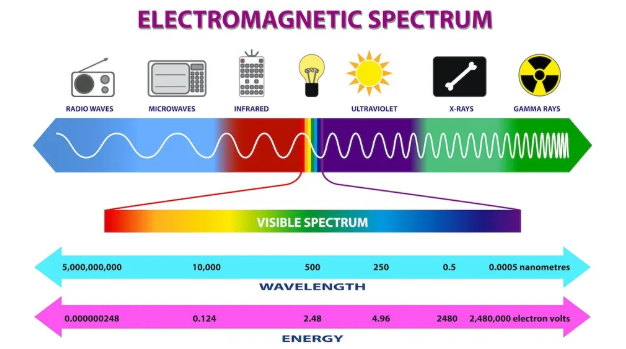 ELECTROMAGNETIC SPECTRUM
RADIO WAVES MICROWAVES INFRARED ULTRAVIOLET X-RAYS GAMMA RAYS
VISIBLE SPECTRUM
5,000,000,000 10,000 500 250 0.5 0.0005 nanometres
WAVELENGTH
0.000000248 0.124 2.48 4.96 2480 2,480,000 electron volts
ENERGY